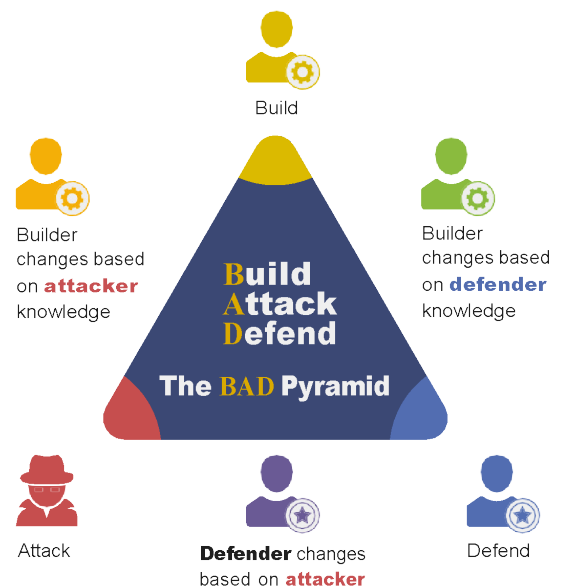 Build
Builder
changes based
on attacker
knowledge
Builder
changes based
on defender
knowledge
Build
Attack
Defend
The BAD Pyramid
Attack
Defender changes
based on attacker
Defend